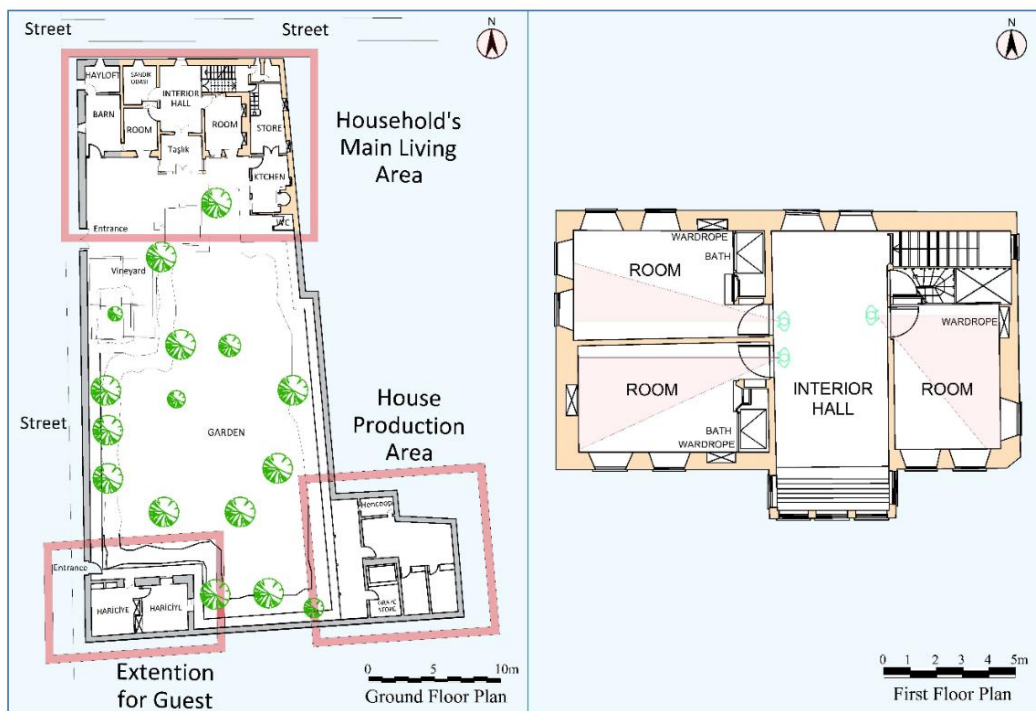 Street
Street
N
HAYLOFT
SANDIK
ODASI
INTERIOR
HALL
BARN
ROOM
ROOM
STORE
Taşlık
KTCHEN
WC
Household's
Main Living
Area
Entrance
Vineyard
Street
GARDEN
House
Production
Area
Hencoop
Entrance
HARİCİYE
HARİCİYE
STORE
Extention
for Guest
0 5 10m
Ground Floor Plan
N
WARDROPE
ROOM
BATH
WARDROPE
ROOM
INTERIOR
HALL
ROOM
BATH
WARDROPE
0 1 2 3 4 5m
First Floor Plan